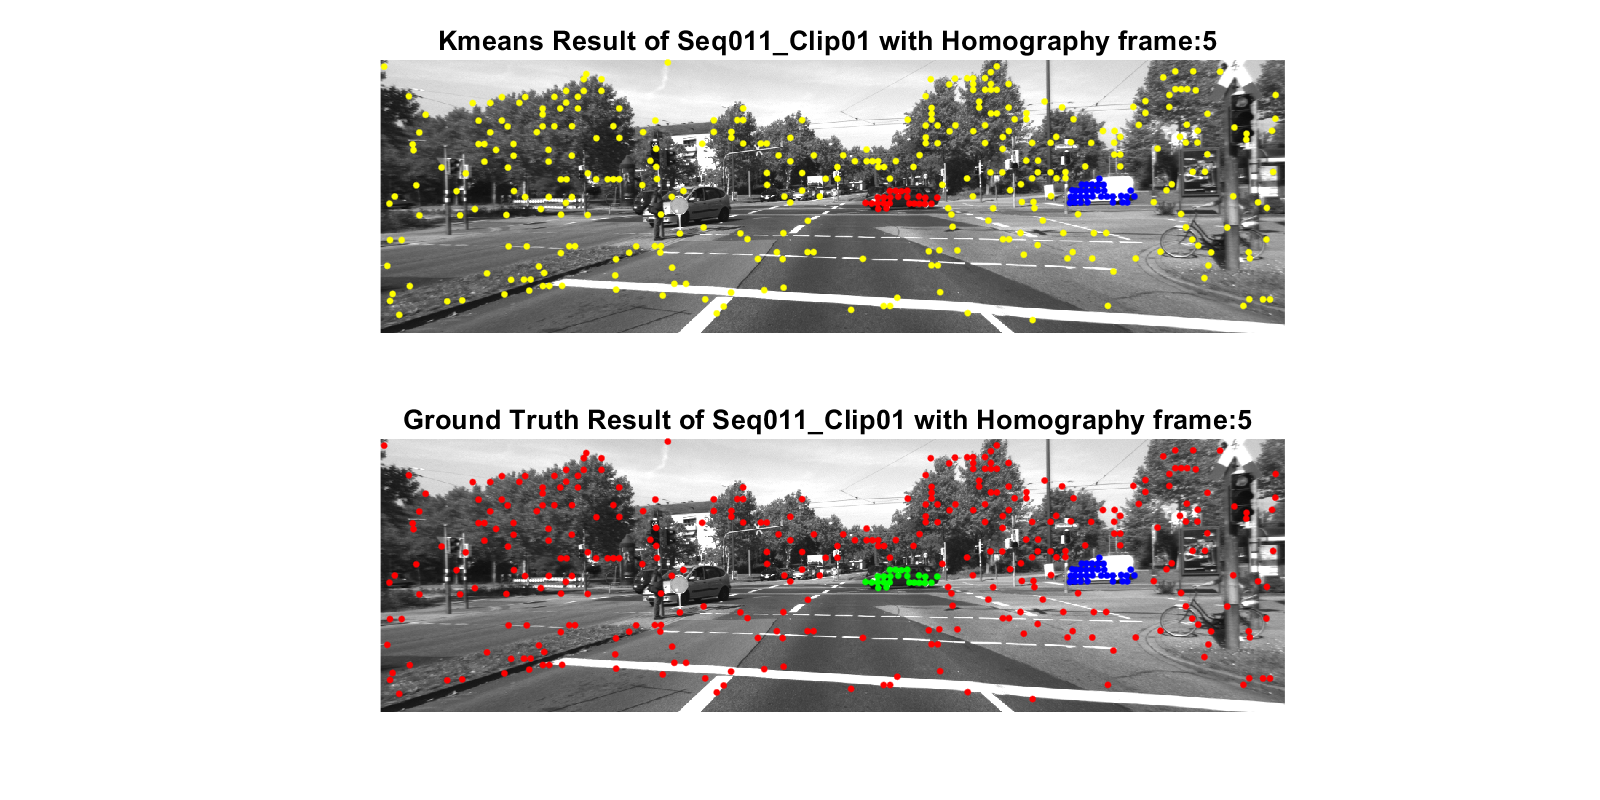 Kmeans Result of Seq011_Clip01 with Homography frame:5
Ground Truth Result of Seq011_Clip01 with Homography frame:5